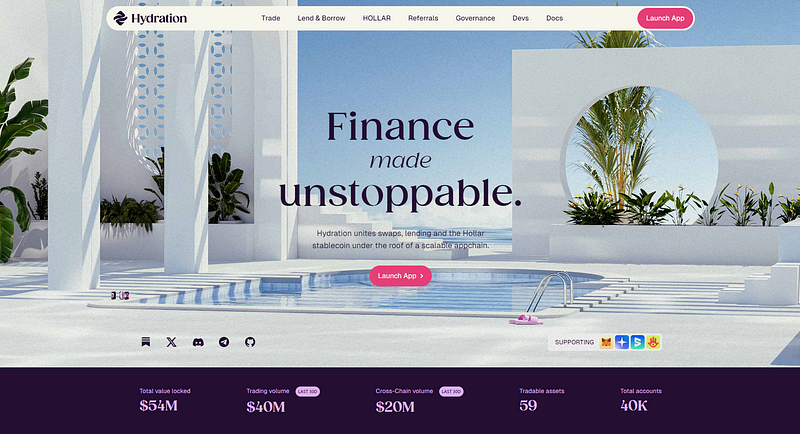 Hydration
Trade
Lend & Borrow
HOLLAR
Referrals
Governance
Devs
Docs
Launch App
Finance
made
unstoppable.
Hydration unites swaps, lending and the Hollar
stablecoin under the roof of a scalable appchain.
Launch App
SUPPORTING
Total value locked
$54M
Trading volume LAST 30D
$40M
Cross-Chain volume LAST 30D
$20M
Tradable assets
59
Total accounts
40K